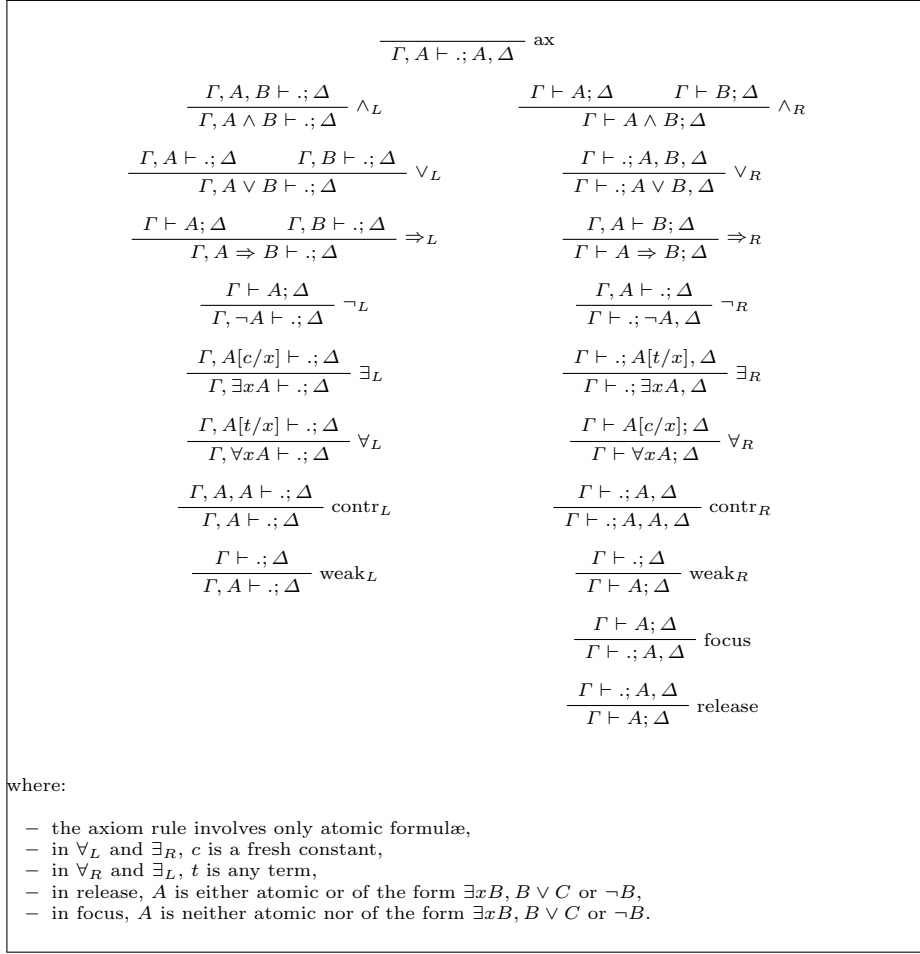 Γ, A ⊢ .; A, Δ ax
Γ, A, B ⊢ .; Δ
Γ, A ∧ B ⊢ .; Δ ∧L
Γ ⊢ A; Δ Γ ⊢ B; Δ
Γ ⊢ A ∧ B; Δ ∧R
Γ, A ⊢ .; Δ Γ, B ⊢ .; Δ
Γ, A ∨ B ⊢ .; Δ ∨L
Γ ⊢ .; A, B, Δ
Γ ⊢ .; A ∨ B, Δ ∨R
Γ ⊢ A; Δ Γ, B ⊢ .; Δ
Γ, A ⇒ B ⊢ .; Δ ⇒L
Γ, A ⊢ B; Δ
Γ ⊢ A ⇒ B; Δ ⇒R
Γ ⊢ A; Δ
Γ, ¬A ⊢ .; Δ ¬L
Γ, A ⊢ .; Δ
Γ ⊢ .; ¬A, Δ ¬R
Γ, A[c/x] ⊢ .; Δ
Γ, ∃xA ⊢ .; Δ ∃L
Γ ⊢ .; A[t/x], Δ
Γ ⊢ .; ∃xA, Δ ∃R
Γ, A[t/x] ⊢ .; Δ
Γ, ∀xA ⊢ .; Δ ∀L
Γ ⊢ A[c/x]; Δ
Γ ⊢ ∀xA; Δ ∀R
Γ, A, A ⊢ .; Δ
Γ, A ⊢ .; Δ contrL
Γ ⊢ .; A, Δ
Γ ⊢ .; A, A, Δ contrR
Γ ⊢ .; Δ
Γ, A ⊢ .; Δ weakL
Γ ⊢ .; Δ
Γ ⊢ A; Δ weakR
Γ ⊢ A; Δ
Γ ⊢ .; A, Δ focus
Γ ⊢ .; A, Δ
Γ ⊢ A; Δ release
where:
– the axiom rule involves only atomic formulæ,
– in ∀L and ∃R, c is a fresh constant,
– in ∀R and ∃L, t is any term,
– in release, A is either atomic or of the form ∃xB, B ∨ C or ¬B,
– in focus, A is neither atomic nor of the form ∃xB, B ∨ C or ¬B.